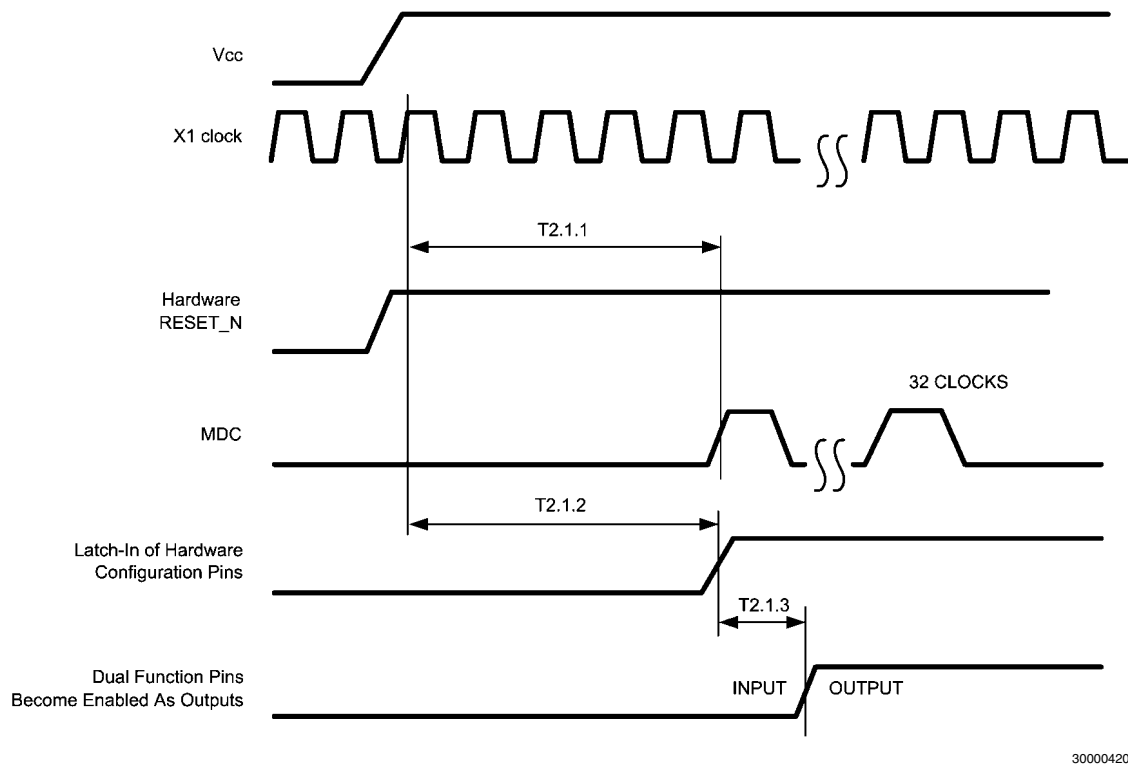 Vcc
X1 clock
T2.1.1
Hardware
RESET_N
32 CLOCKS
MDC
T2.1.2
Latch-In of Hardware
Configuration Pins
T2.1.3
Dual Function Pins
Become Enabled As Outputs
INPUT
OUTPUT
30000420